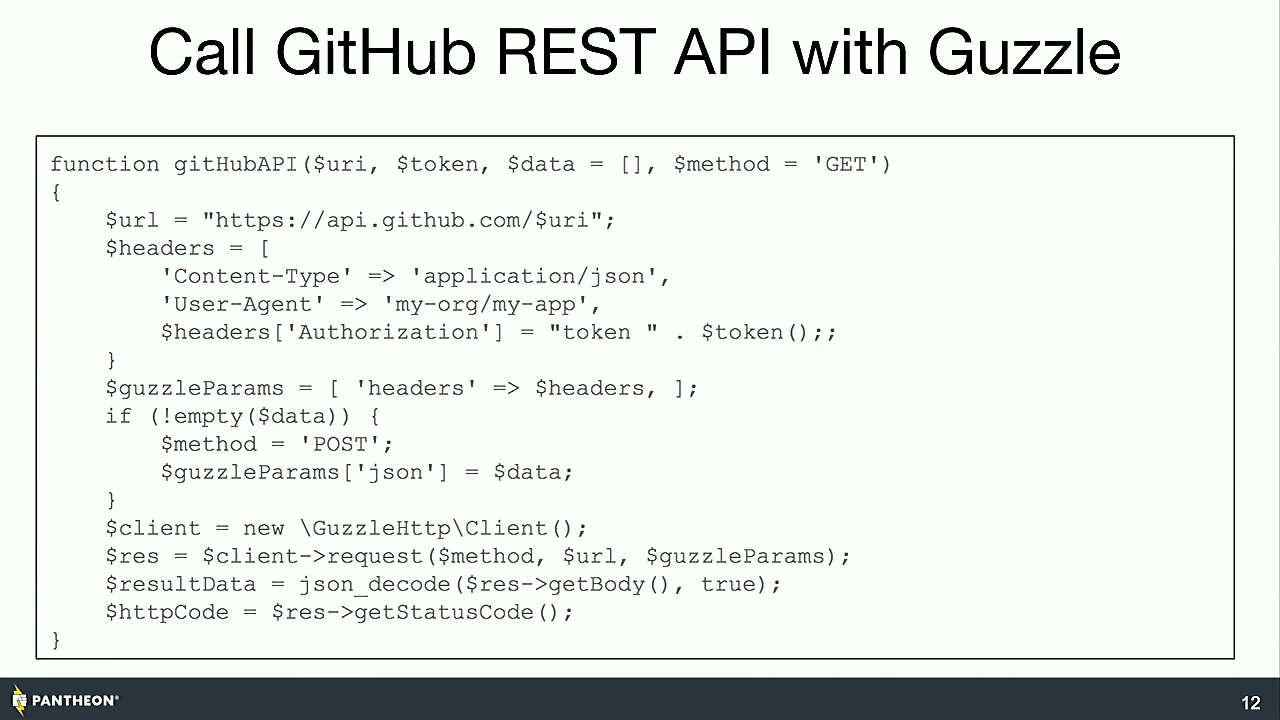 Call GitHub REST API with Guzzle
function gitHubAPI($uri, $token, $data = [], $method = 'GET')
{
    $url = "https://api.github.com/$uri";
    $headers = [
        'Content-Type' => 'application/json',
        'User-Agent' => 'my-org/my-app',
        $headers['Authorization'] = "token " . $token();;
    }
    $guzzleParams = [ 'headers' => $headers, ];
    if (!empty($data)) {
        $method = 'POST';
        $guzzleParams['json'] = $data;
    }
    $client = new \GuzzleHttp\Client();
    $res = $client->request($method, $url, $guzzleParams);
    $resultData = json_decode($res->getBody(), true);
    $httpCode = $res->getStatusCode();
}
PANTHEON®
12